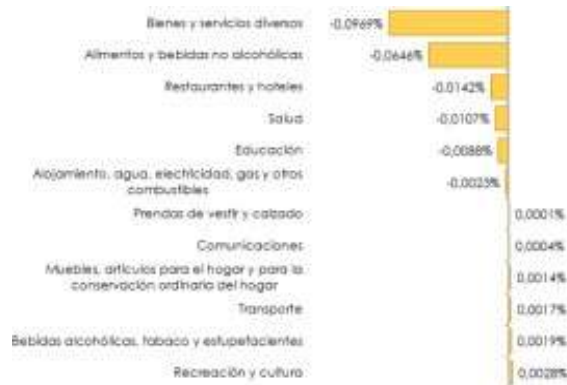 Bienes y servicios diversos -0,0969%
Alimentos y bebidas no alcohólicas -0,0646%
Restaurantes y hoteles -0,0142%
Salud -0,0107%
Educación -0,0088%
Alojamiento, agua, electricidad, gas y otros
combustibles -0,0023%
Prendas de vestir y calzado 0,0001%
Comunicaciones 0,0004%
Muebles, artículos para el hogar y para la
conservación ordinaria del hogar 0,0014%
Transporte 0,0017%
Bebidas alcohólicas, tabaco y estupefacientes 0,0019%
Recreación y cultura 0,0028%